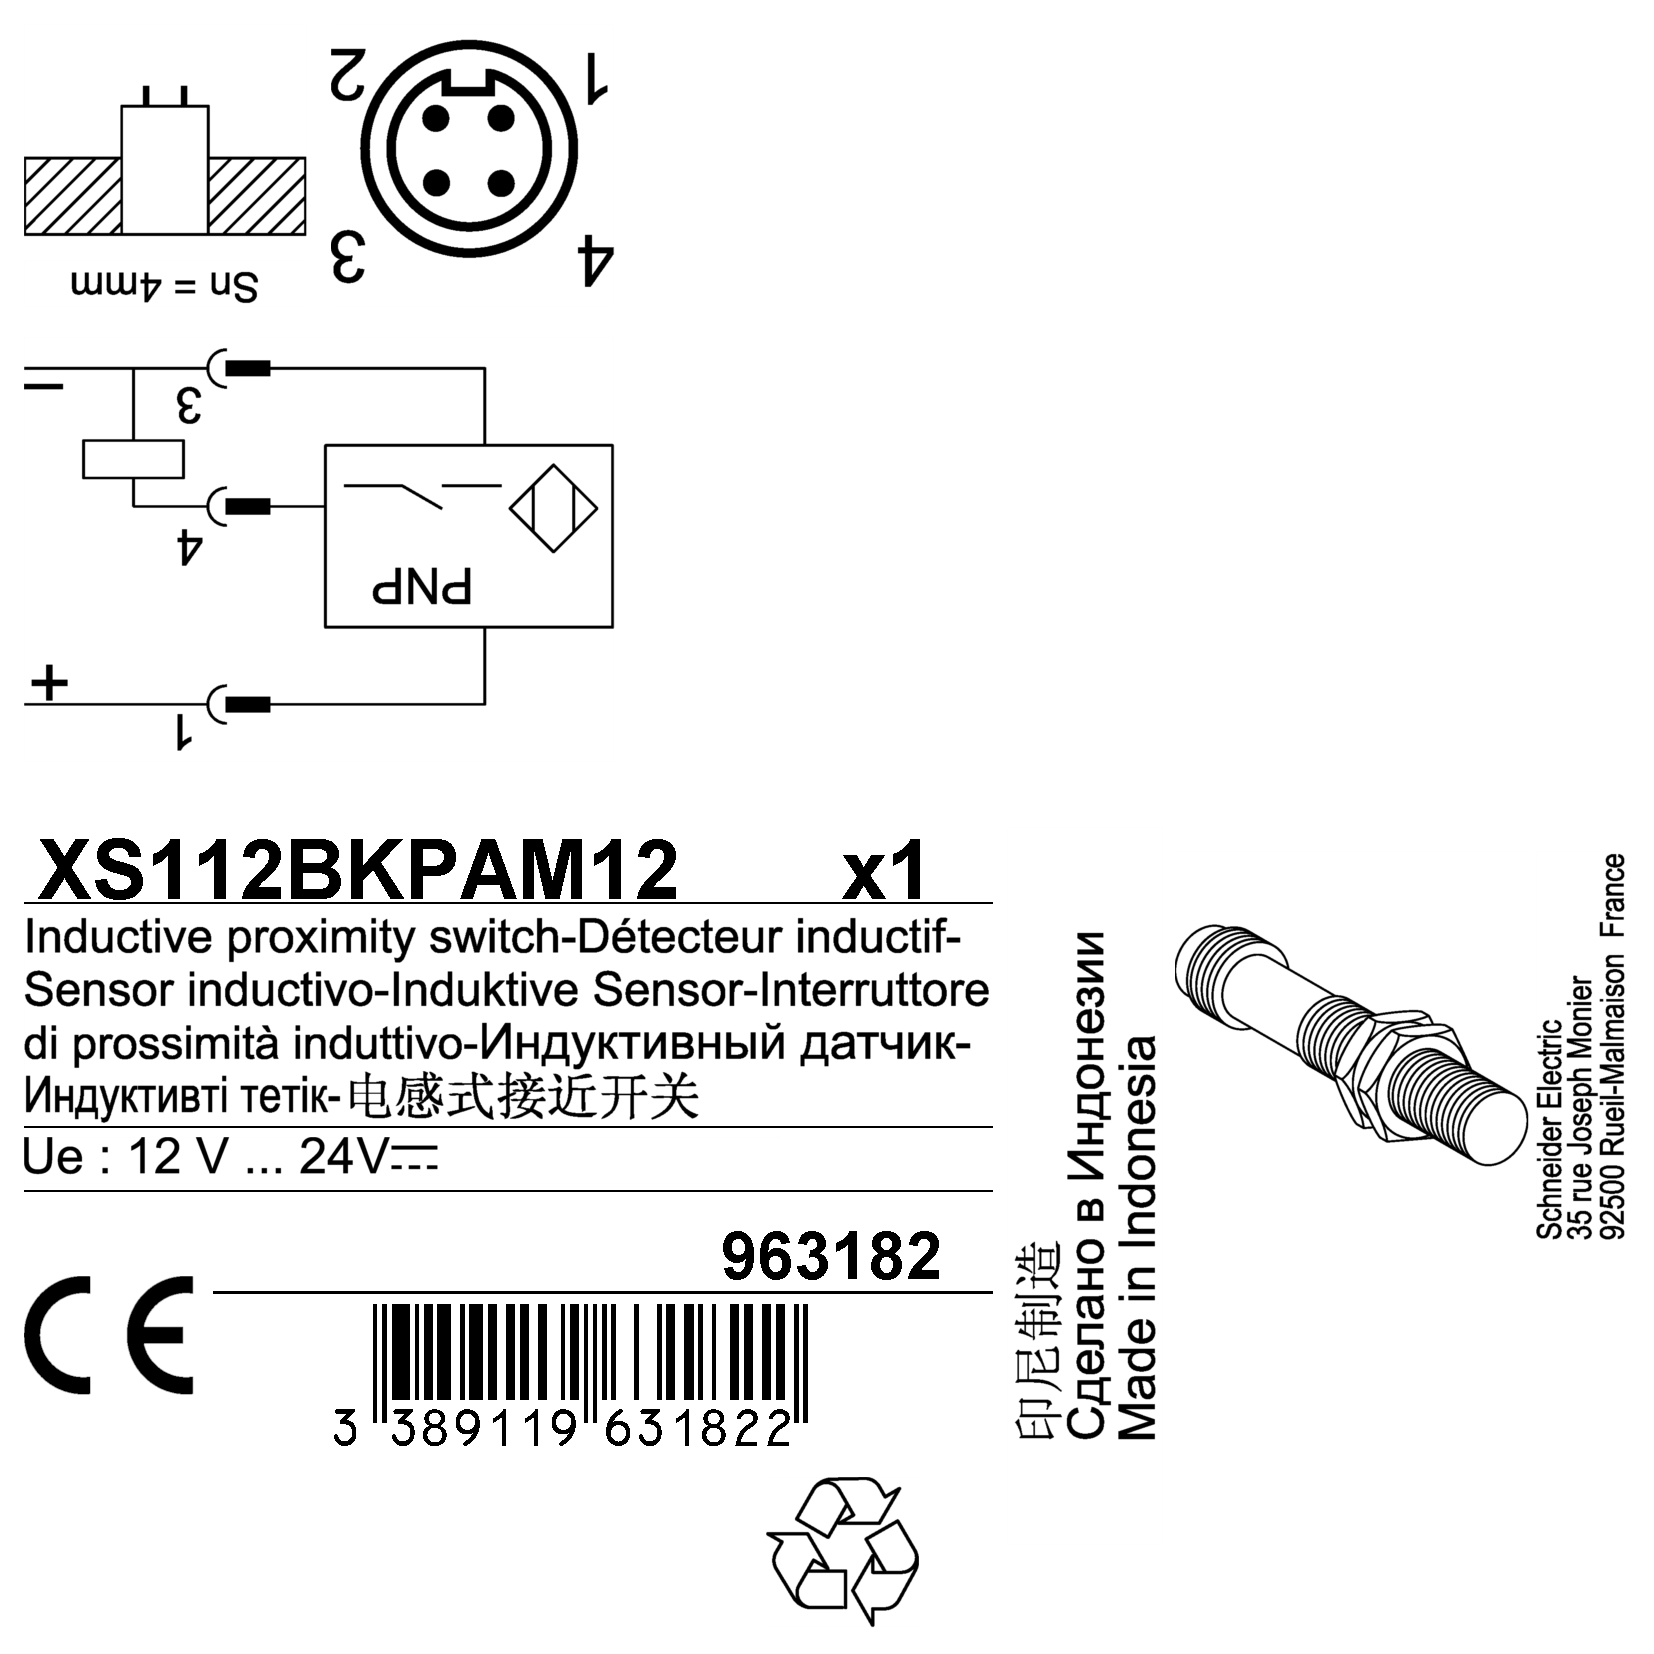 2
1
3
4
Sn = 4mm
–
3
4
PNP
+
1
XS112BKPAM12 x1
Inductive proximity switch-Détecteur inductif-
Sensor inductivo-Induktive Sensor-Interruttore
di prossimità induttivo-Индуктивный датчик-
Индуктивті тетік-电感式接近开关
Ue : 12 V ... 24V⎓
963182
CE
3 389119 631822
印尼制造
Сделано в Индонезии
Made in Indonesia
Schneider Electric
35 rue Joseph Monier
92500 Rueil-Malmaison France